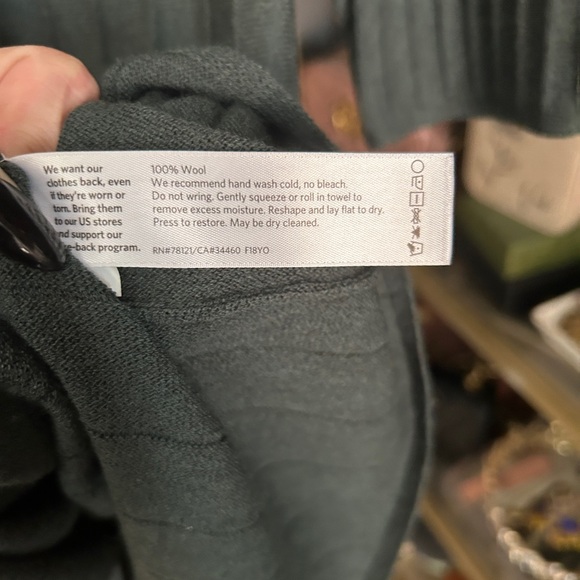 We want our
clothes back, even
if they're worn or
torn. Bring them
to our US stores
and support our
-back program.
100% Wool
We recommend hand wash cold, no bleach.
Do not wring. Gently squeeze or roll in towel to
remove excess moisture. Reshape and lay flat to dry.
Press to restore. May be dry cleaned.
RN#78121/CA#34460 F18YO